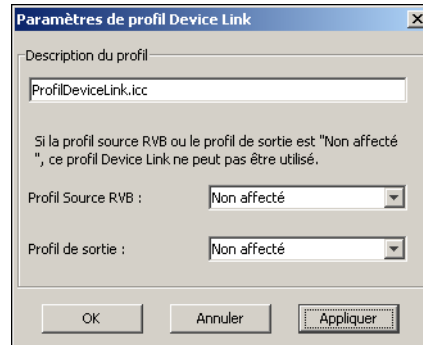 Paramètres de profil Device Link
Description du profil
ProfilDeviceLink.icc
Si la profil source RVB ou le profil de sortie est "Non affecté
", ce profil Device Link ne peut pas être utilisé.
Profil Source RVB : Non affecté
Profil de sortie : Non affecté
OK Annuler Appliquer